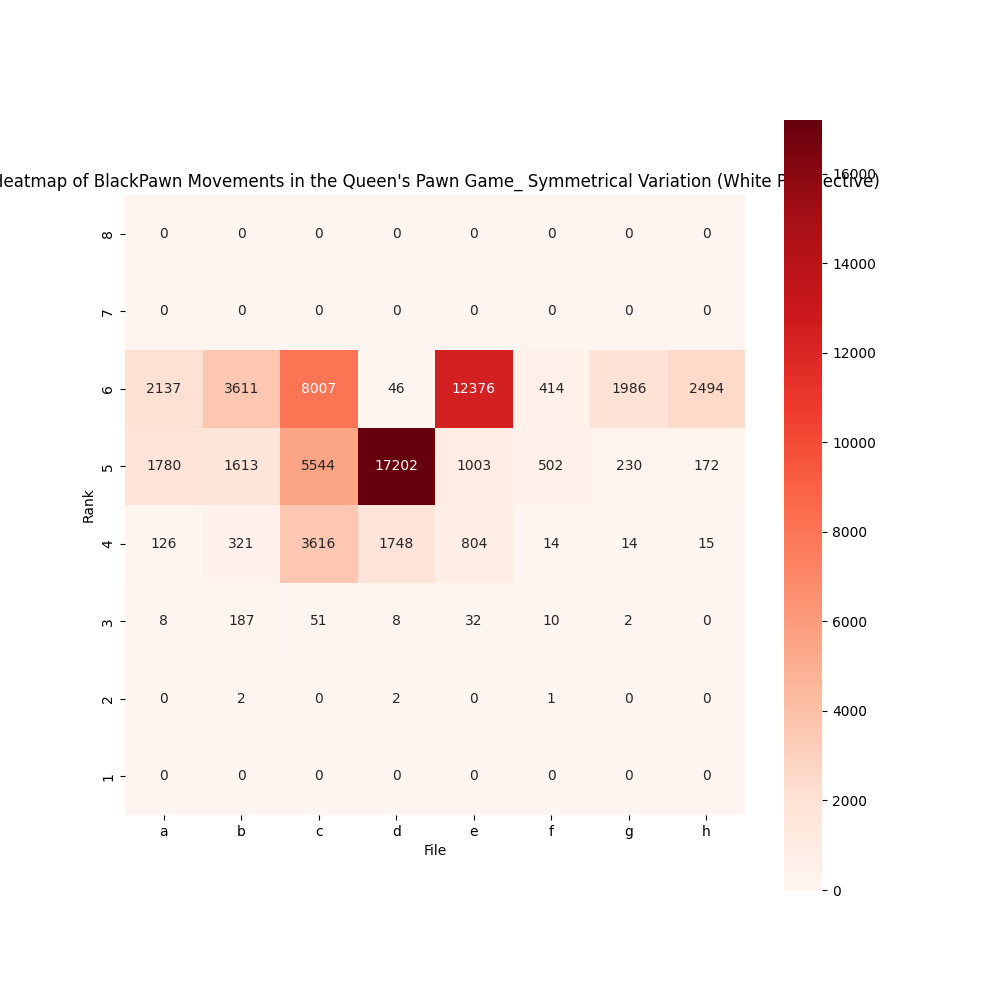 Heatmap of BlackPawn Movements in the Queen's Pawn Game_ Symmetrical Variation (White Perspective)
8 0 0 0 0 0 0 0 0
7 0 0 0 0 0 0 0 0
6 2137 3611 8007 46 12376 414 1986 2494
5 1780 1613 5544 17202 1003 502 230 172
4 126 321 3616 1748 804 14 14 15
3 8 187 51 8 32 10 2 0
2 0 2 0 2 0 1 0 0
1 0 0 0 0 0 0 0 0
a b c d e f g h
File
Rank
16000
14000
12000
10000
8000
6000
4000
2000
0